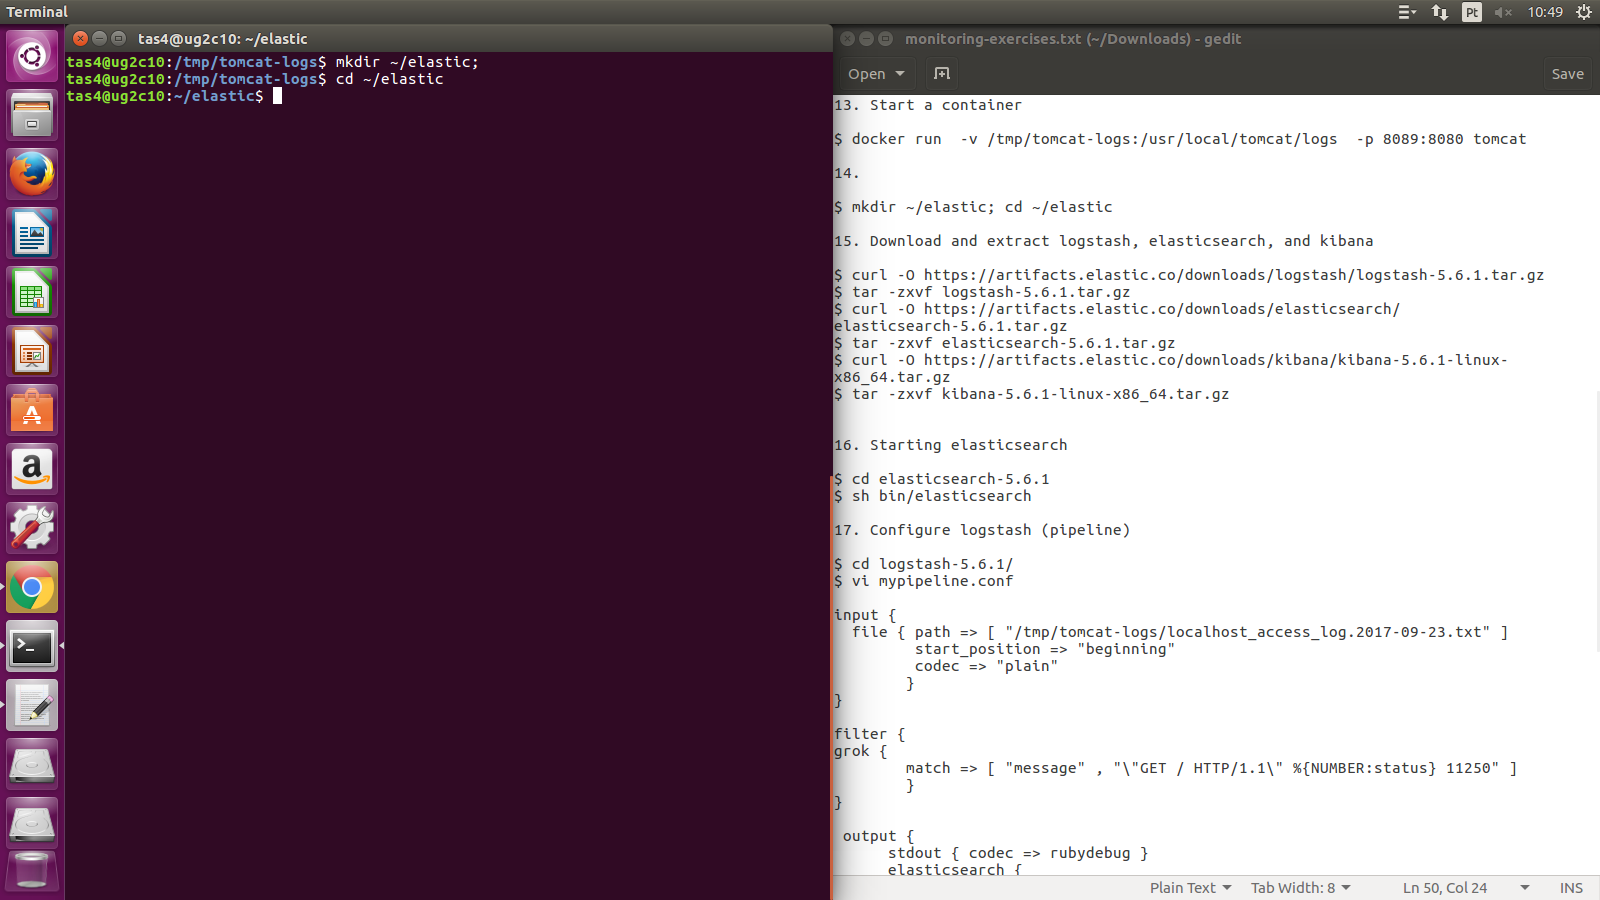 Terminal
Pt
10:49
tas4@ug2c10: ~/elastic
tas4@ug2c10:/tmp/tomcat-logs$ mkdir ~/elastic;
tas4@ug2c10:/tmp/tomcat-logs$ cd ~/elastic
tas4@ug2c10:~/elastic$
monitoring-exercises.txt (~/Downloads) - gedit
Open
Save
13. Start a container
$ docker run  -v /tmp/tomcat-logs:/usr/local/tomcat/logs  -p 8089:8080 tomcat
14.
$ mkdir ~/elastic; cd ~/elastic
15. Download and extract logstash, elasticsearch, and kibana
$ curl -O https://artifacts.elastic.co/downloads/logstash/logstash-5.6.1.tar.gz
$ tar -zxvf logstash-5.6.1.tar.gz
$ curl -O https://artifacts.elastic.co/downloads/elasticsearch/
elasticsearch-5.6.1.tar.gz
$ tar -zxvf elasticsearch-5.6.1.tar.gz
$ curl -O https://artifacts.elastic.co/downloads/kibana/kibana-5.6.1-linux-
x86_64.tar.gz
$ tar -zxvf kibana-5.6.1-linux-x86_64.tar.gz
16. Starting elasticsearch
$ cd elasticsearch-5.6.1
$ sh bin/elasticsearch
17. Configure logstash (pipeline)
$ cd logstash-5.6.1/
$ vi mypipeline.conf
input {
  file { path => [ "/tmp/tomcat-logs/localhost_access_log.2017-09-23.txt" ]
         start_position => "beginning"
         codec => "plain"
        }
}
filter {
grok {
        match => [ "message" , "\"GET / HTTP/1.1\" %{NUMBER:status} 11250" ]
        }
}
 output {
      stdout { codec => rubydebug }
      elasticsearch {
Plain Text
Tab Width: 8
Ln 50, Col 24
INS